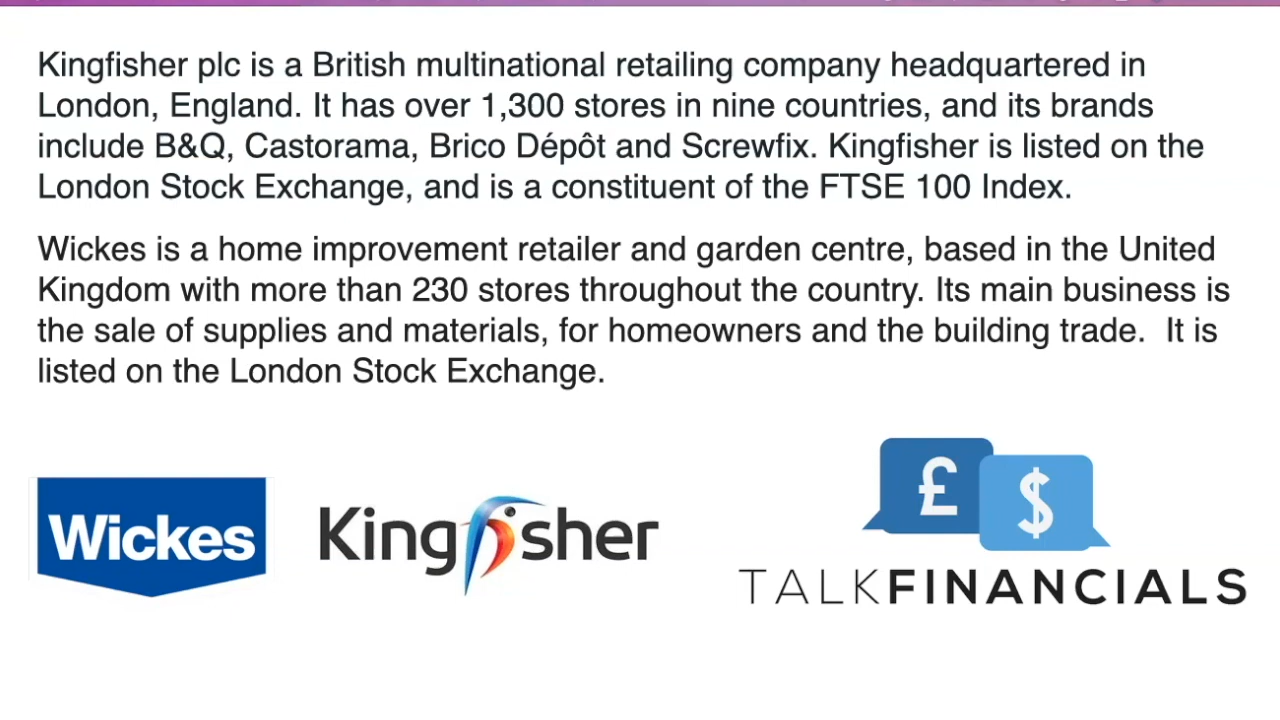 Kingfisher plc is a British multinational retailing company headquartered in
London, England. It has over 1,300 stores in nine countries, and its brands
include B&Q, Castorama, Brico Dépôt and Screwfix. Kingfisher is listed on the
London Stock Exchange, and is a constituent of the FTSE 100 Index.
Wickes is a home improvement retailer and garden centre, based in the United
Kingdom with more than 230 stores throughout the country. Its main business is
the sale of supplies and materials, for homeowners and the building trade.  It is
listed on the London Stock Exchange.
Wickes
Kingfisher
£ $
TALKFINANCIALS